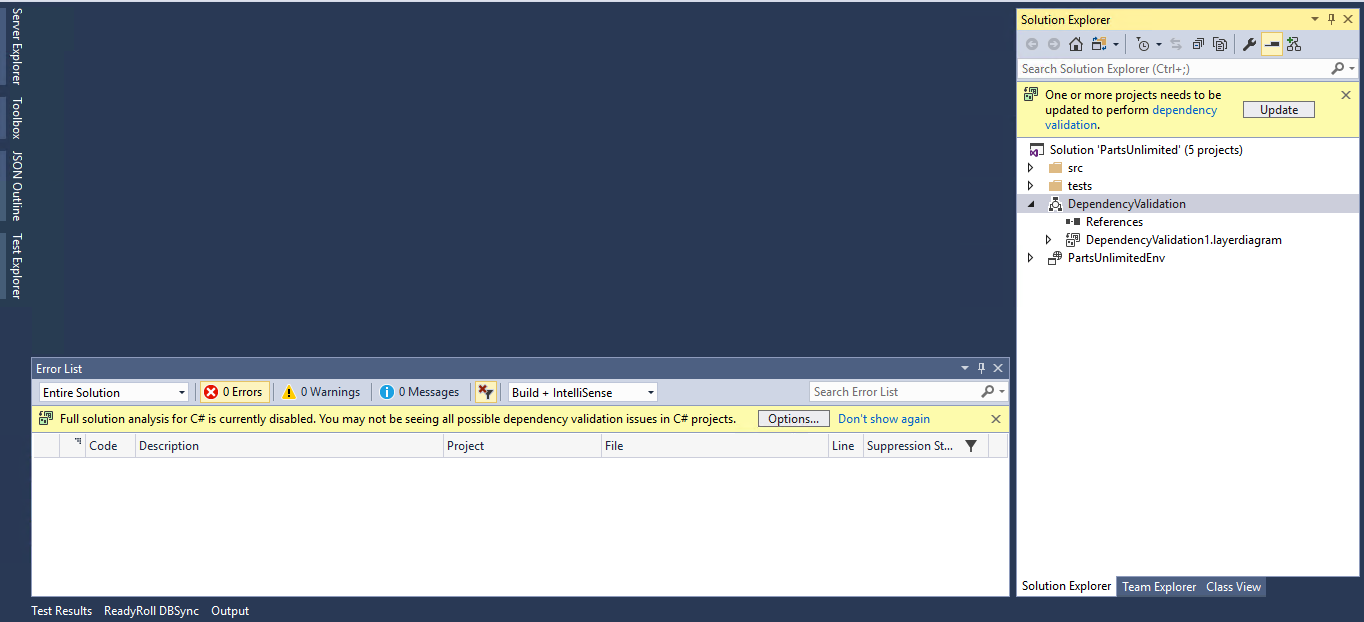 Server Explorer
Toolbox
JSON Outline
Test Explorer
Solution Explorer
Search Solution Explorer (Ctrl+;)
One or more projects needs to be
updated to perform dependency
validation.
Update
Solution 'PartsUnlimited' (5 projects)
src
tests
DependencyValidation
References
DependencyValidation1.layerdiagram
PartsUnlimitedEnv
Solution Explorer Team Explorer Class View
Error List
Entire Solution 0 Errors 0 Warnings 0 Messages Build + IntelliSense Search Error List
Full solution analysis for C# is currently disabled. You may not be seeing all possible dependency validation issues in C# projects. Options... Don't show again
Code Description Project File Line Suppression St...
Test Results ReadyRoll DBSync Output